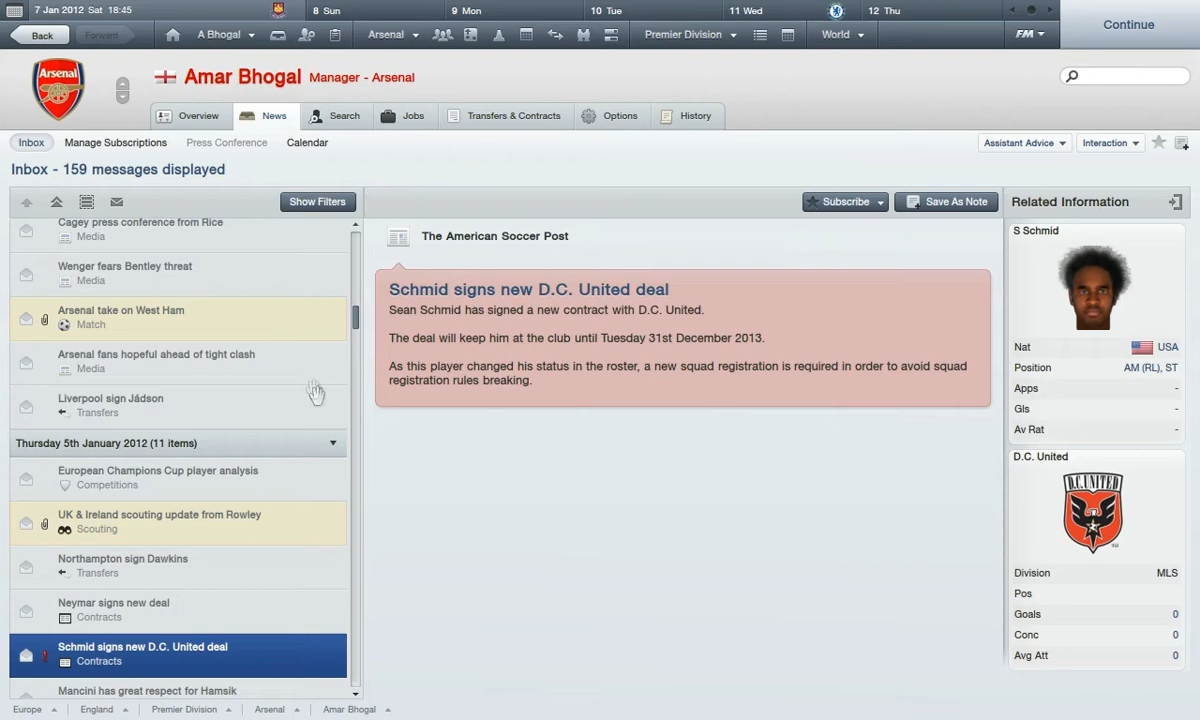 7 Jan 2012 Sat 18:45
8 Sun
9 Mon
10 Tue
11 Wed
12 Thu
Continue
Back
Forward
A Bhogal
Arsenal
Premier Division
World
FM
Arsenal
Amar Bhogal Manager - Arsenal
Overview
News
Search
Jobs
Transfers & Contracts
Options
History
Inbox
Manage Subscriptions
Press Conference
Calendar
Assistant Advice
Interaction
Inbox - 159 messages displayed
Show Filters
Subscribe
Save As Note
Related Information
Cagey press conference from Rice
Media
Wenger fears Bentley threat
Media
Arsenal take on West Ham
Match
Arsenal fans hopeful ahead of tight clash
Media
Liverpool sign Jádson
Transfers
Thursday 5th January 2012 (11 items)
European Champions Cup player analysis
Competitions
UK & Ireland scouting update from Rowley
Scouting
Northampton sign Dawkins
Transfers
Neymar signs new deal
Contracts
Schmid signs new D.C. United deal
Contracts
Mancini has great respect for Hamsik
The American Soccer Post
Schmid signs new D.C. United deal
Sean Schmid has signed a new contract with D.C. United.
The deal will keep him at the club until Tuesday 31st December 2013.
As this player changed his status in the roster, a new squad registration is required in order to avoid squad
registration rules breaking.
S Schmid
Nat USA
Position AM (RL), ST
Apps -
Gls -
Av Rat -
D.C. United
D.C.UNITED
Division MLS
Pos
Goals 0
Conc 0
Avg Att 0
Europe
England
Premier Division
Arsenal
Amar Bhogal